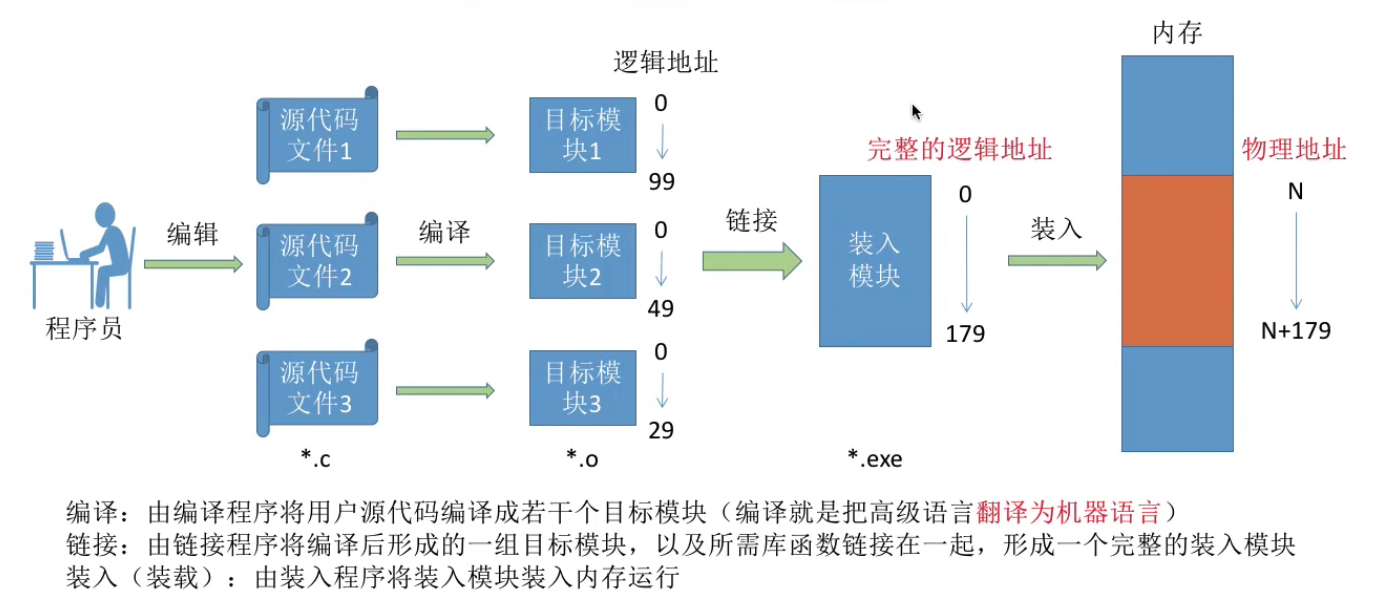 内存
逻辑地址
源代码
文件1
目标模
块1
0
99
完整的逻辑地址
物理地址
程序员
编辑
源代码
文件2
编译
目标模
块2
0
49
链接
装入
模块
0
179
装入
N
N+179
源代码
文件3
目标模
块3
0
29
*.c
*.o
*.exe
编译：由编译程序将用户源代码编译成若干个目标模块（编译就是把高级语言翻译为机器语言）
链接：由链接程序将编译后形成的一组目标模块，以及所需库函数链接在一起，形成一个完整的装入模块
装入（装载）：由装入程序将装入模块装入内存运行